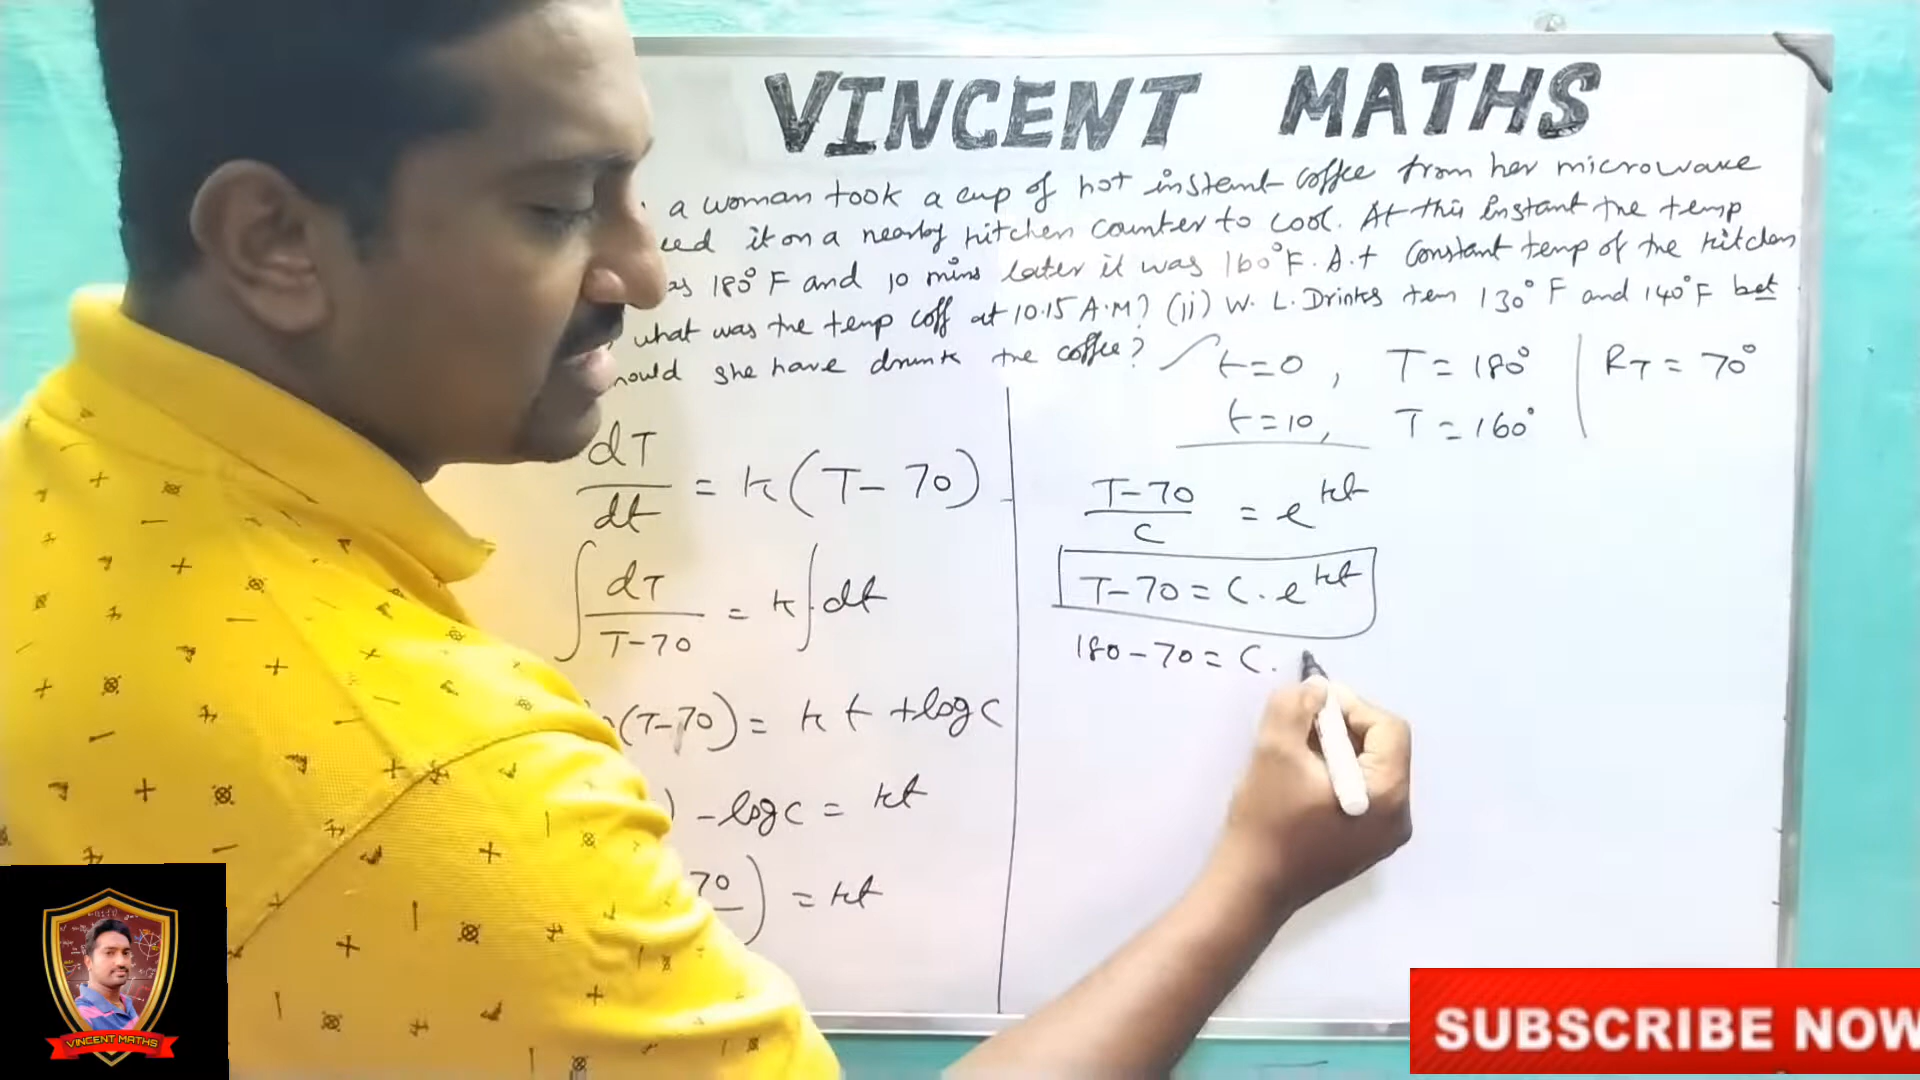 VINCENT MATHS
a woman took a cup of hot instant coffee from her microwave
it on a nearby kitchen counter to cool. At this instant the temp
180°F and 10 mins later it was 160°F. A.t constant temp of the kitchen
what was the temp coff at 10.15 A.M? (ii) W. L. Drinks tem 130°F and 140°F bet
should she have drunk the coffee?
t=0, T = 180° RT = 70°
t=10, T = 160°
dT/dt = k(T-70)
∫ dT/T-70 = k∫dt
(T-70) = kt + log c
) - log c = kt
70 ) = kt
T-70/C = e^kt
T-70 = C. e^kt
180-70 = C.
VINCENT MATHS
SUBSCRIBE NOW